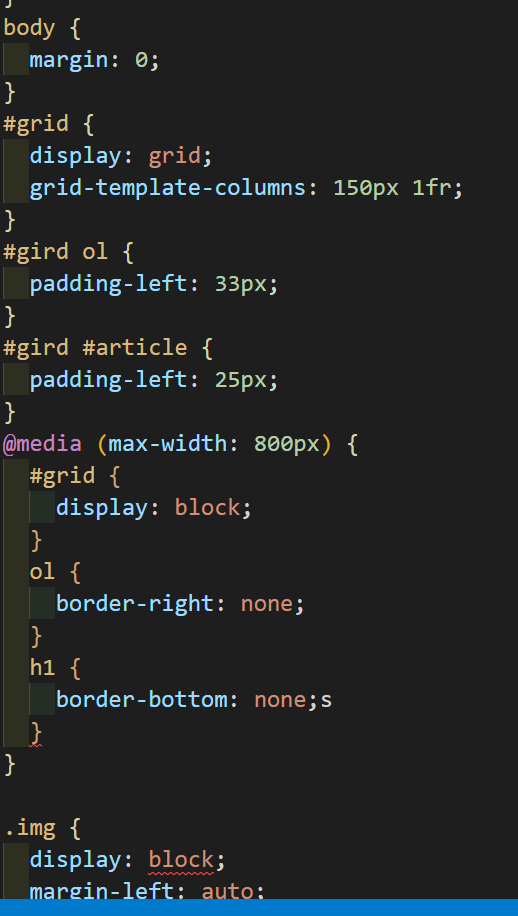 }
body {
  margin: 0;
}
#grid {
  display: grid;
  grid-template-columns: 150px 1fr;
}
#gird ol {
  padding-left: 33px;
}
#gird #article {
  padding-left: 25px;
}
@media (max-width: 800px) {
  #grid {
    display: block;
  }
  ol {
    border-right: none;
  }
  h1 {
    border-bottom: none;s
  }
}

.img {
  display: block;
  margin-left: auto;